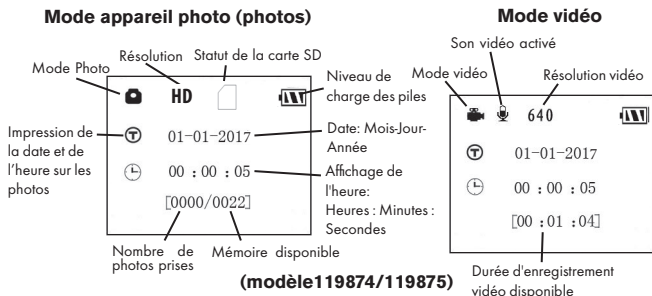 Mode appareil photo (photos)
Mode vidéo
Résolution
Statut de la carte SD
Mode Photo
HD
Niveau de
charge des piles
Impression de
la date et de
l'heure sur les
photos
T
01-01-2017
Date: Mois-Jour-
Année
00 : 00 : 05
Affichage de
l'heure:
Heures : Minutes :
Secondes
[0000/0022]
Nombre de
photos prises
Mémoire disponible
Son vidéo activé
Mode vidéo
Résolution vidéo
640
T
01-01-2017
00 : 00 : 05
[00 :01 :04]
Durée d'enregistrement
vidéo disponible
(modèle119874/119875)